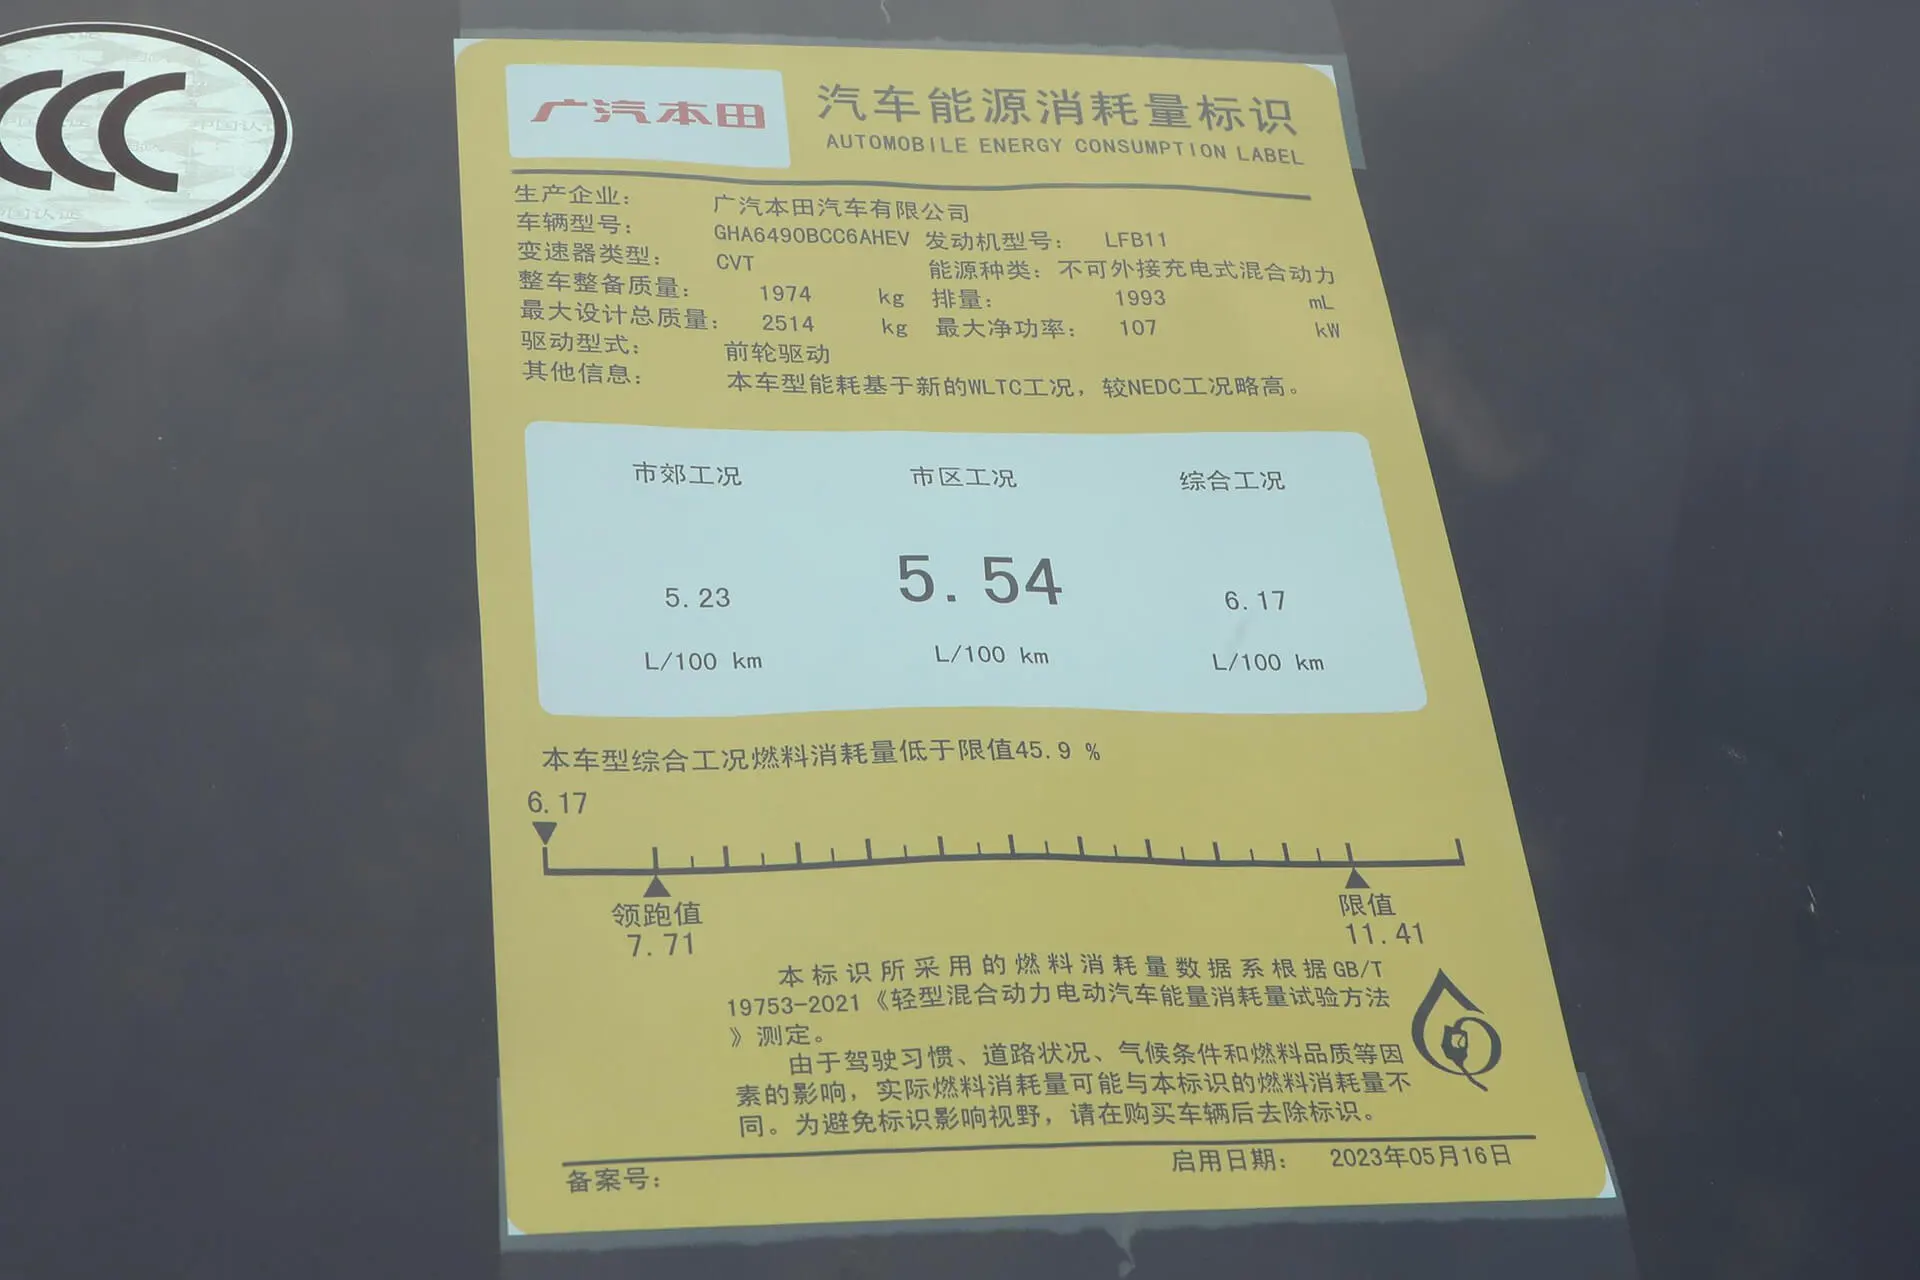 CCC
中国认证
广汽本田
汽车能源消耗量标识
AUTOMOBILE ENERGY CONSUMPTION LABEL
生产企业： 广汽本田汽车有限公司
车辆型号： GHA6490BCC6AHEV 发动机型号： LFB11
变速器类型： CVT 能源种类：不可外接充电式混合动力
整车整备质量： 1974 kg 排量： 1993 mL
最大设计总质量： 2514 kg 最大净功率： 107 kW
驱动型式： 前轮驱动
其他信息： 本车型能耗基于新的WLTC工况，较NEDC工况略高。
市郊工况 市区工况 综合工况
5.23 5.54 6.17
L/100 km L/100 km L/100 km
本车型综合工况燃料消耗量低于限值45.9 %
6.17
领跑值 限值
7.71 11.41
本标识所采用的燃料消耗量数据系根据GB/T
19753-2021《轻型混合动力电动汽车能量消耗量试验方法
》测定。
由于驾驶习惯、道路状况、气候条件和燃料品质等因
素的影响，实际燃料消耗量可能与本标识的燃料消耗量不
同。为避免标识影响视野，请在购买车辆后去除标识。
备案号： 启用日期： 2023年05月16日